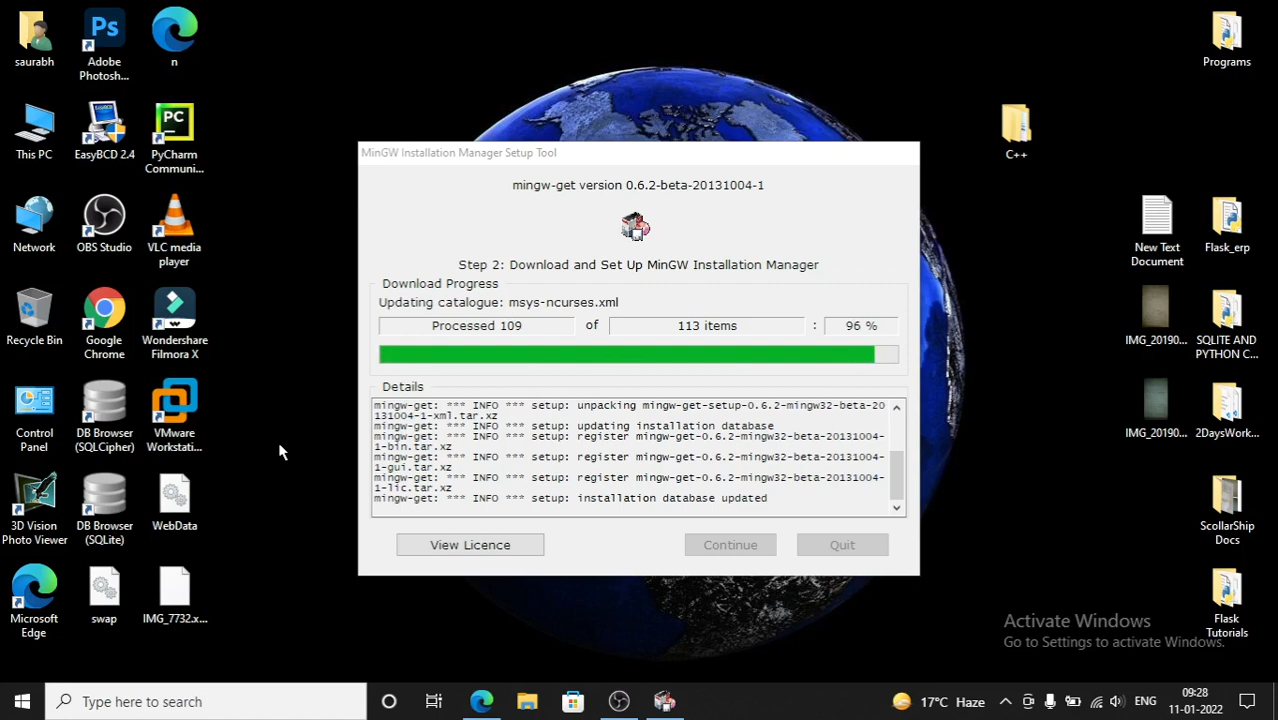 saurabh
Adobe
Photosh...
n
This PC
EasyBCD 2.4
PyCharm
Communi...
Network
OBS Studio
VLC media
player
Recycle Bin
Google
Chrome
Wondershare
Filmora X
Control
Panel
DB Browser
(SQLCipher)
VMware
Workstati...
3D Vision
Photo Viewer
DB Browser
(SQLite)
WebData
Microsoft
Edge
swap
IMG_7732.x...
Ps
EasyBCD
PC
MinGW Installation Manager Setup Tool
mingw-get version 0.6.2-beta-20131004-1
Step 2: Download and Set Up MinGW Installation Manager
Download Progress
Updating catalogue: msys-ncurses.xml
Processed 109 of 113 items : 96 %
Details
mingw-get: *** INFO *** setup: unpacking mingw-get-setup-0.6.2-mingw32-beta-20
131004-1-xml.tar.xz
mingw-get: *** INFO *** setup: updating installation database
mingw-get: *** INFO *** setup: register mingw-get-0.6.2-mingw32-beta-20131004-
1-bin.tar.xz
mingw-get: *** INFO *** setup: register mingw-get-0.6.2-mingw32-beta-20131004-
1-gui.tar.xz
mingw-get: *** INFO *** setup: register mingw-get-0.6.2-mingw32-beta-20131004-
1-lic.tar.xz
mingw-get: *** INFO *** setup: installation database updated
View Licence
Continue
Quit
C++
Programs
New Text
Document
Flask_erp
IMG_20190...
SQLITE AND
PYTHON C...
IMG_20190...
2DaysWork...
ScollarShip
Docs
Flask
Tutorials
Activate Windows
Go to Settings to activate Windows.
Type here to search
17°C Haze
ENG
09:28
11-01-2022